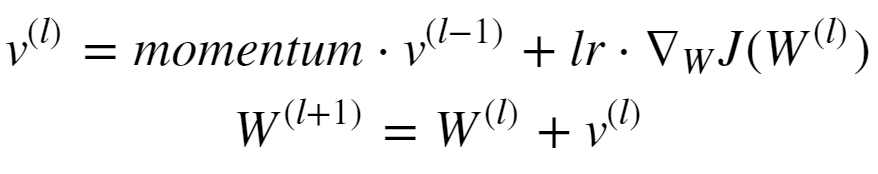 v^{(l)} = momentum · v^{(l−1)} + lr · ∇_W J(W^{(l)})
W^{(l+1)} = W^{(l)} + v^{(l)}